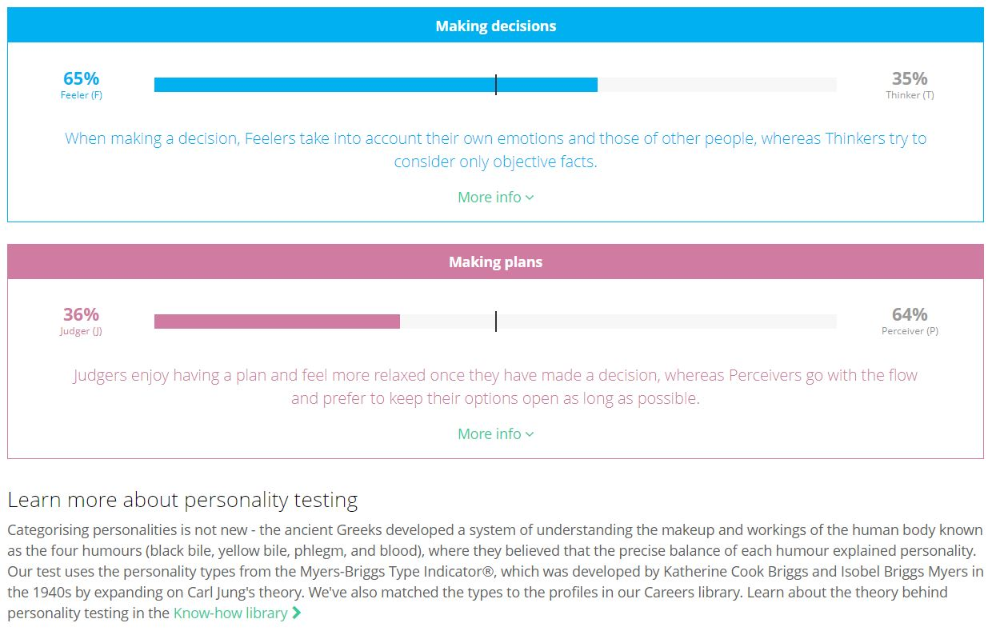 Making decisions
65%
Feeler (F)
35%
Thinker (T)
When making a decision, Feelers take into account their own emotions and those of other people, whereas Thinkers try to
consider only objective facts.
More info
Making plans
36%
Judger (J)
64%
Perceiver (P)
Judgers enjoy having a plan and feel more relaxed once they have made a decision, whereas Perceivers go with the flow
and prefer to keep their options open as long as possible.
More info
Learn more about personality testing
Categorising personalities is not new - the ancient Greeks developed a system of understanding the makeup and workings of the human body known
as the four humours (black bile, yellow bile, phlegm, and blood), where they believed that the precise balance of each humour explained personality.
Our test uses the personality types from the Myers-Briggs Type Indicator®, which was developed by Katherine Cook Briggs and Isobel Briggs Myers in
the 1940s by expanding on Carl Jung's theory. We've also matched the types to the profiles in our Careers library. Learn about the theory behind
personality testing in the Know-how library